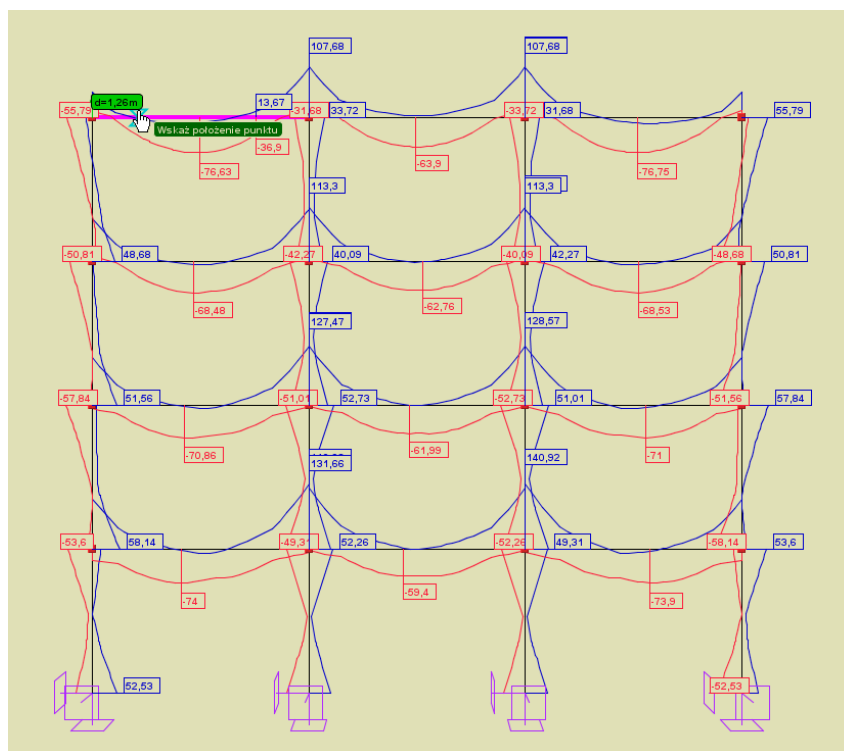 107,68 107,68
d=1,26m
-55,79 13,67 -31,68 33,72 -33,72 31,68 55,79
Wskaż położenie punktu
-36,9
-76,63 -63,9 -76,75
113,3 113,3
-50,81 48,68 -42,27 40,09 -40,09 42,27 -48,68 50,81
-68,48 -62,76 -68,53
127,47 128,57
-57,84 51,56 -51,01 52,73 -52,73 51,01 -51,56 57,84
-70,86 -61,99 -71
131,66 140,92
-53,6 58,14 -49,31 52,26 -52,26 49,31 -58,14 53,6
-74 -59,4 -73,9
52,53 -52,53